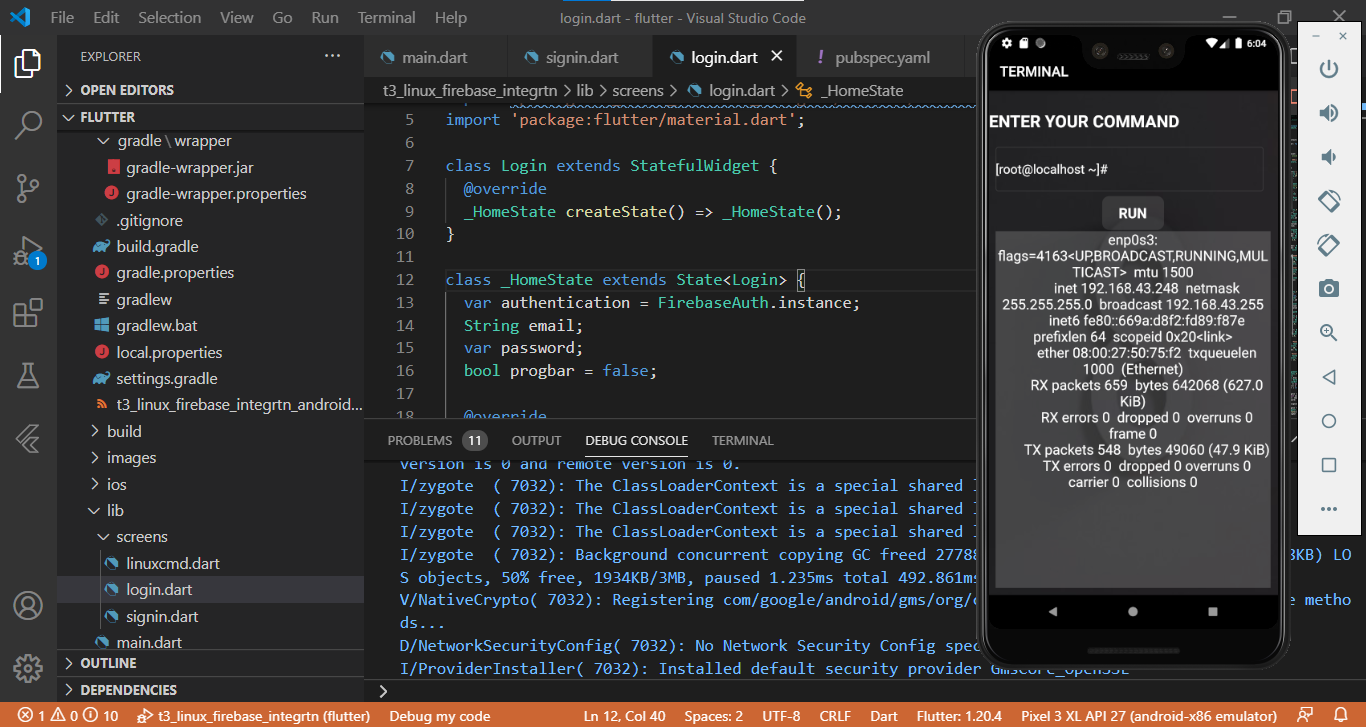 File Edit Selection View Go Run Terminal Help
login.dart - flutter - Visual Studio Code
EXPLORER
OPEN EDITORS
FLUTTER
gradle \ wrapper
gradle-wrapper.jar
gradle-wrapper.properties
.gitignore
build.gradle
gradle.properties
gradlew
gradlew.bat
local.properties
settings.gradle
t3_linux_firebase_integrtn_android...
build
images
ios
lib
screens
linuxcmd.dart
login.dart
signin.dart
main.dart
OUTLINE
DEPENDENCIES
1
main.dart signin.dart login.dart pubspec.yaml
t3_linux_firebase_integrtn > lib > screens > login.dart > _HomeState
5 import 'package:flutter/material.dart';
6
7 class Login extends StatefulWidget {
8 @override
9 _HomeState createState() => _HomeState();
10 }
11
12 class _HomeState extends State<Login> {
13 var authentication = FirebaseAuth.instance;
14 String email;
15 var password;
16 bool progbar = false;
17
18 @override
PROBLEMS 11 OUTPUT DEBUG CONSOLE TERMINAL
version is 0 and remote version is 0.
I/zygote ( 7032): The ClassLoaderContext is a special shared
I/zygote ( 7032): The ClassLoaderContext is a special shared
I/zygote ( 7032): The ClassLoaderContext is a special shared
I/zygote ( 7032): Background concurrent copying GC freed 2778 KB) LO
S objects, 50% free, 1934KB/3MB, paused 1.235ms total 492.861ms
V/NativeCrypto( 7032): Registering com/google/android/gms/org/ e metho
ds...
D/NetworkSecurityConfig( 7032): No Network Security Config spec
I/ProviderInstaller( 7032): Installed default security provider GmsCore_OpenSSL
6:04
TERMINAL
ENTER YOUR COMMAND
[root@localhost ~]#
RUN
enp0s3:
flags=4163<UP,BROADCAST,RUNNING,MUL
TICAST> mtu 1500
inet 192.168.43.248 netmask
255.255.255.0 broadcast 192.168.43.255
inet6 fe80::669a:d8f2:fd89:f87e
prefixlen 64 scopeid 0x20<link>
ether 08:00:27:50:75:f2 txqueuelen
1000 (Ethernet)
RX packets 659 bytes 642068 (627.0
KiB)
RX errors 0 dropped 0 overruns 0
frame 0
TX packets 548 bytes 49060 (47.9 KiB)
TX errors 0 dropped 0 overruns 0
carrier 0 collisions 0
1 0 10 t3_linux_firebase_integrtn (flutter) Debug my code Ln 12, Col 40 Spaces: 2 UTF-8 CRLF Dart Flutter: 1.20.4 Pixel 3 XL API 27 (android-x86 emulator)